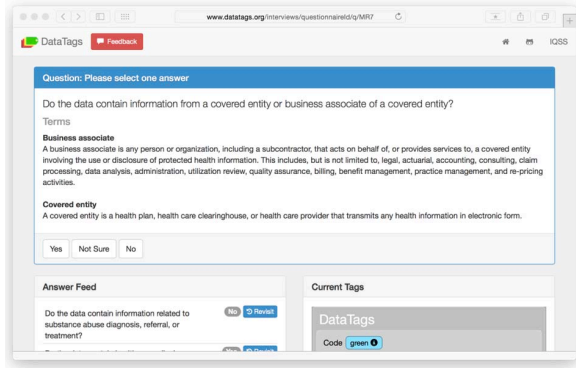 www.datatags.org/interviews/questionnaireId/q/MR7
DataTags
Feedback
IQSS
Question: Please select one answer
Do the data contain information from a covered entity or business associate of a covered entity?
Terms
Business associate
A business associate is any person or organization, including a subcontractor, that acts on behalf of, or provides services to, a covered entity
involving the use or disclosure of protected health information. This includes, but is not limited to, legal, actuarial, accounting, consulting, claim
processing, data analysis, administration, utilization review, quality assurance, billing, benefit management, practice management, and re-pricing
activities.
Covered entity
A covered entity is a health plan, health care clearinghouse, or health care provider that transmits any health information in electronic form.
Yes Not Sure No
Answer Feed
Do the data contain information related to
substance abuse diagnosis, referral, or
treatment?
No Revisit
Current Tags
DataTags
Code green